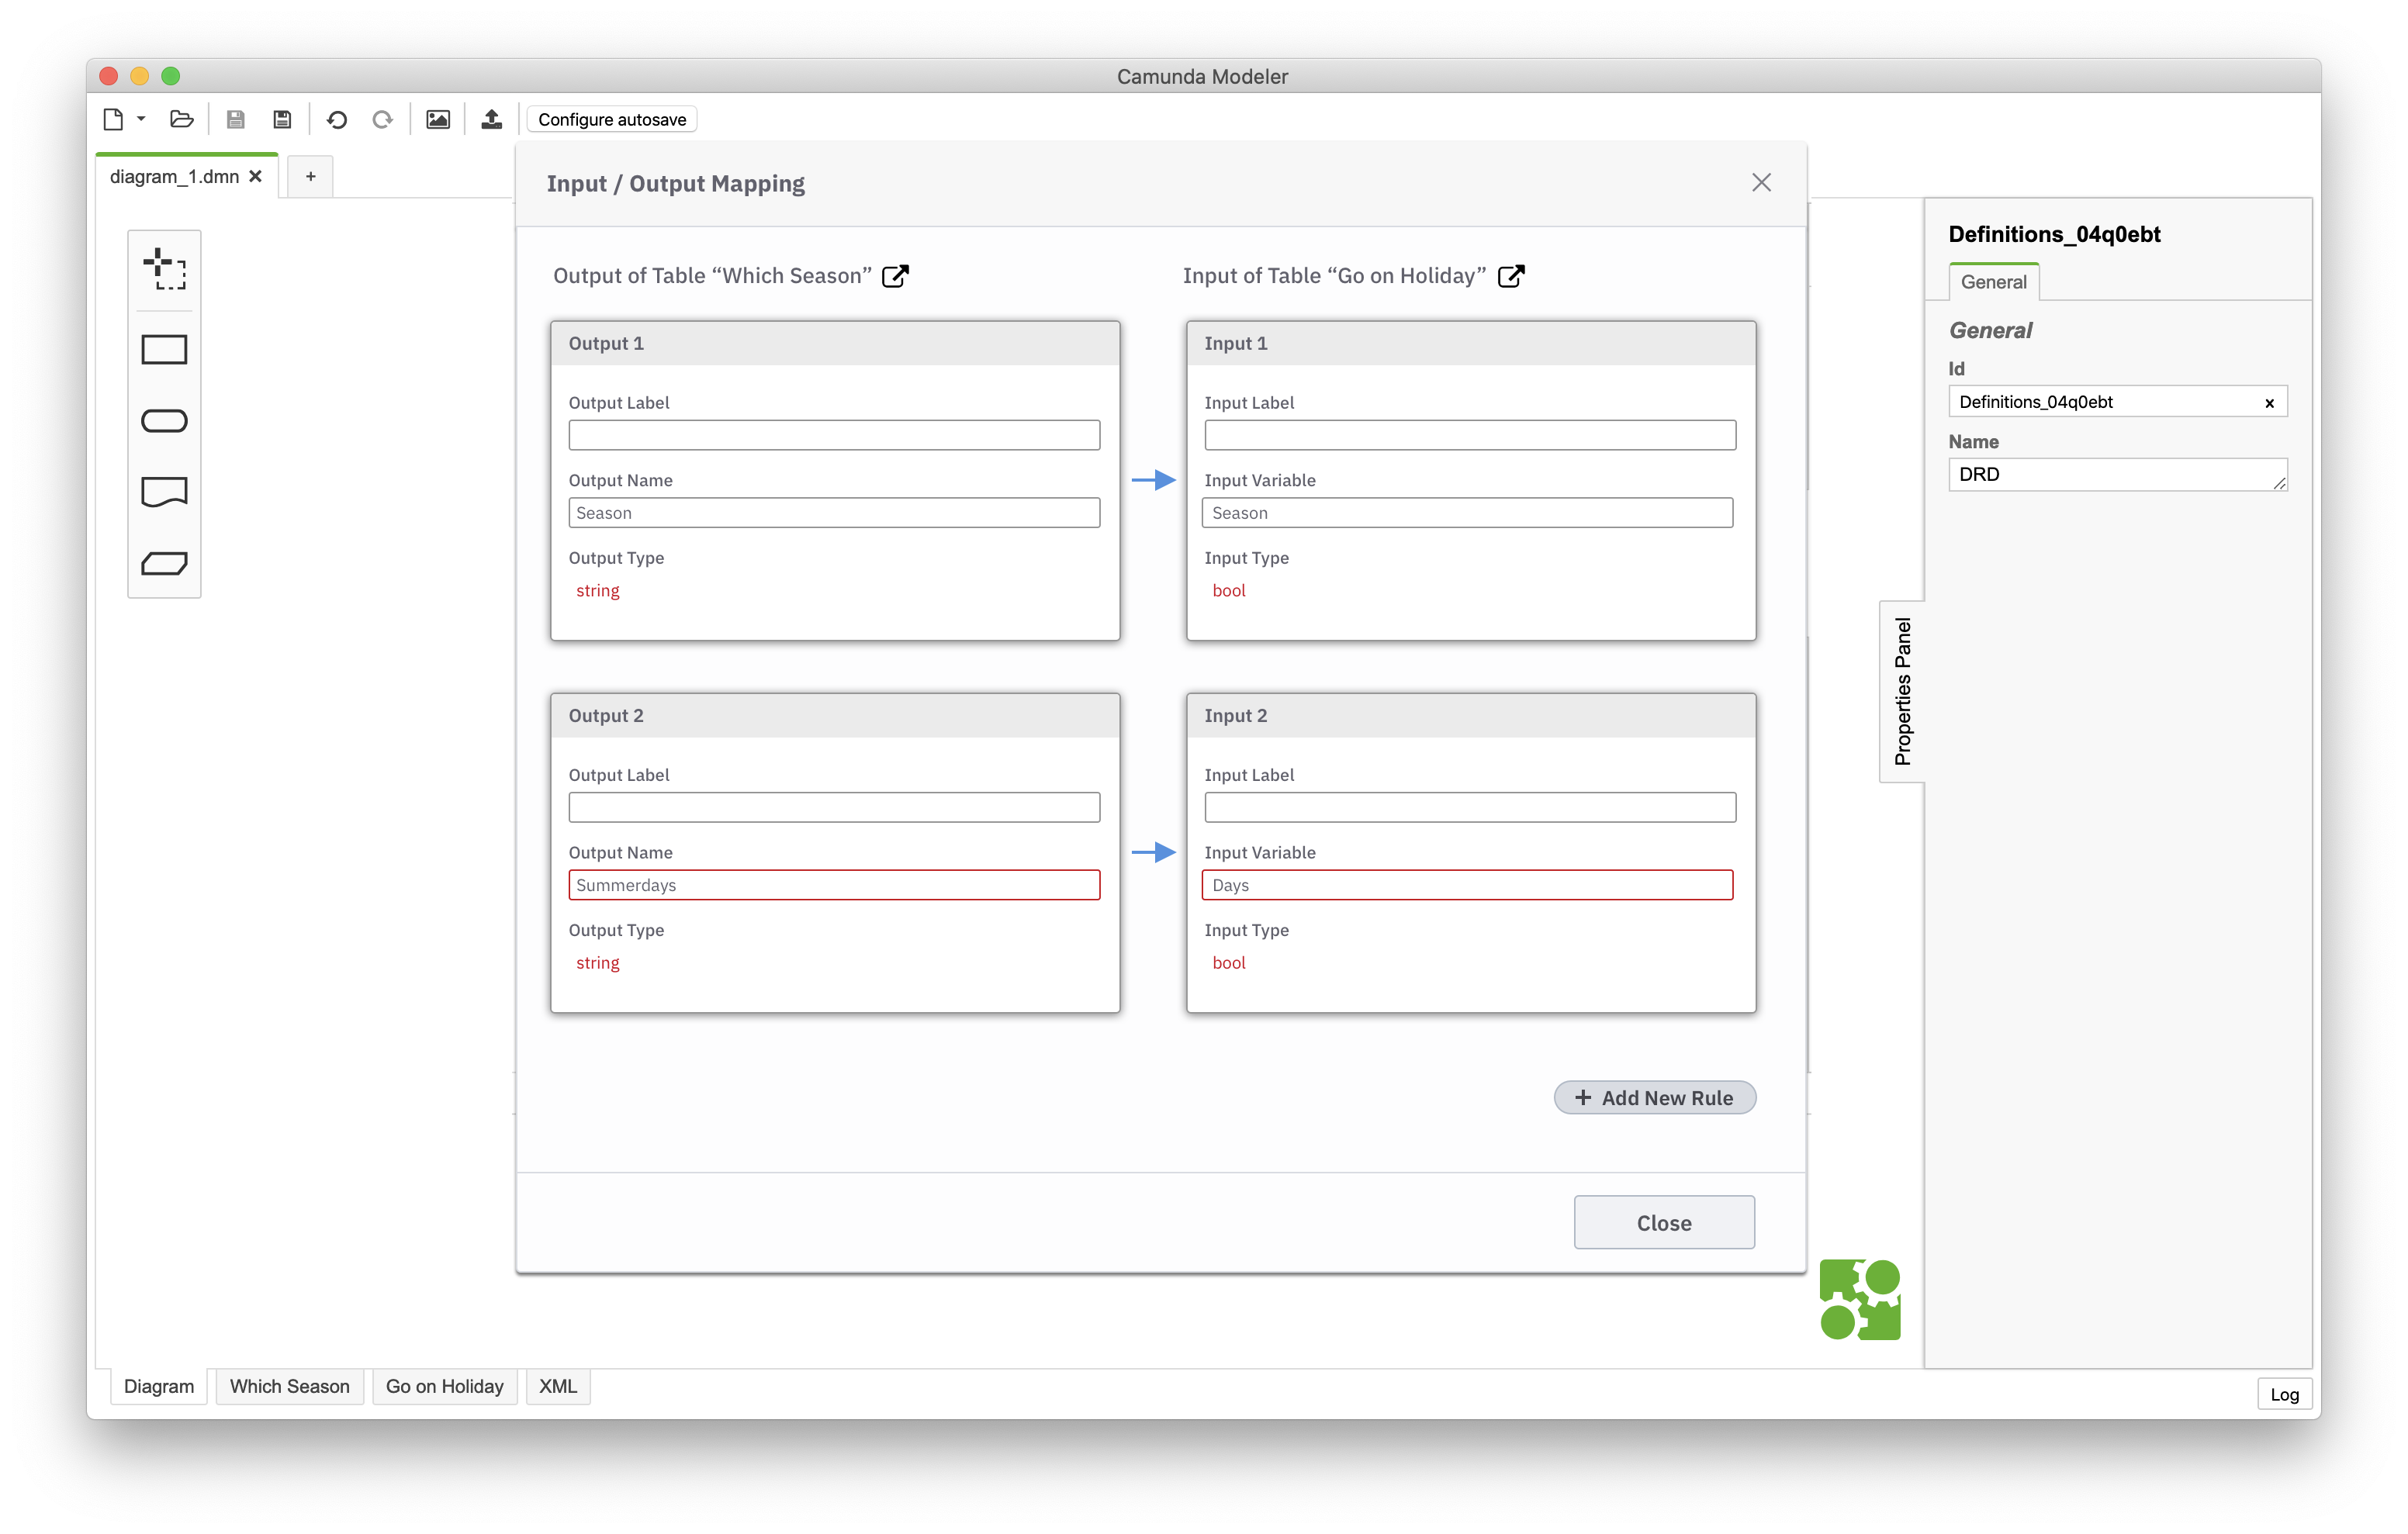 Camunda Modeler
Configure autosave
diagram_1.dmn
+
Input / Output Mapping
Output of Table “Which Season”
Input of Table “Go on Holiday”
Output 1
Output Label
Output Name
Season
Output Type
string
Input 1
Input Label
Input Variable
Season
Input Type
bool
Output 2
Output Label
Output Name
Summerdays
Output Type
string
Input 2
Input Label
Input Variable
Days
Input Type
bool
+ Add New Rule
Close
Properties Panel
Definitions_04q0ebt
General
General
Id
Definitions_04q0ebt
Name
DRD
Diagram
Which Season
Go on Holiday
XML
Log